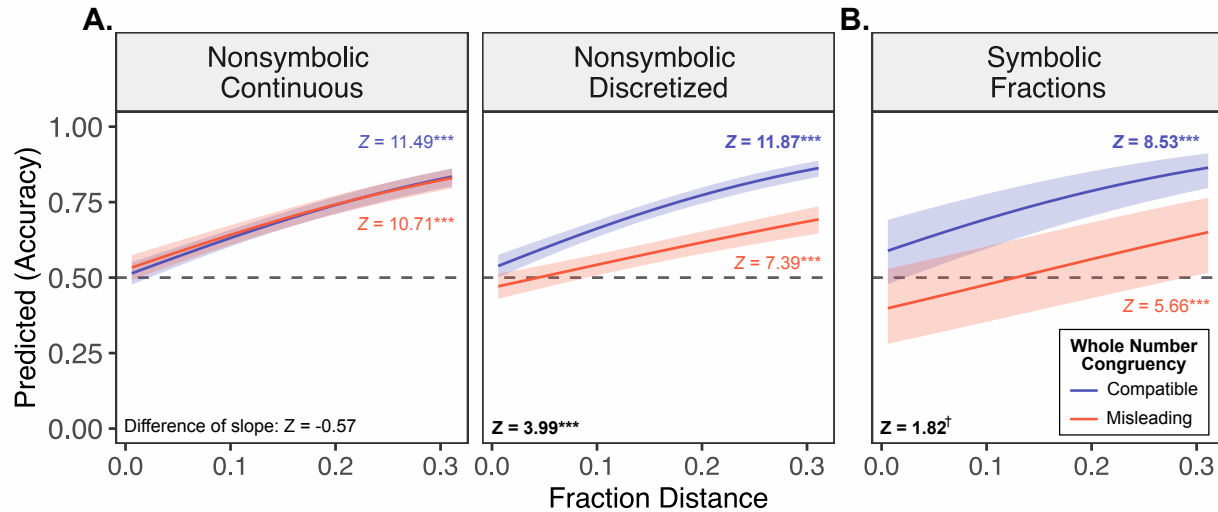 A.
B.
Nonsymbolic
Continuous
Nonsymbolic
Discretized
Symbolic
Fractions
Predicted (Accuracy)
1.00
0.75
0.50
0.25
0.00
Z = 11.49***
Z = 10.71***
Difference of slope: Z = -0.57
Z = 11.87***
Z = 7.39***
Z = 3.99***
Z = 8.53***
Z = 5.66***
Z = 1.82†
Whole Number
Congruency
Compatible
Misleading
0.0 0.1 0.2 0.3
0.0 0.1 0.2 0.3
0.0 0.1 0.2 0.3
Fraction Distance